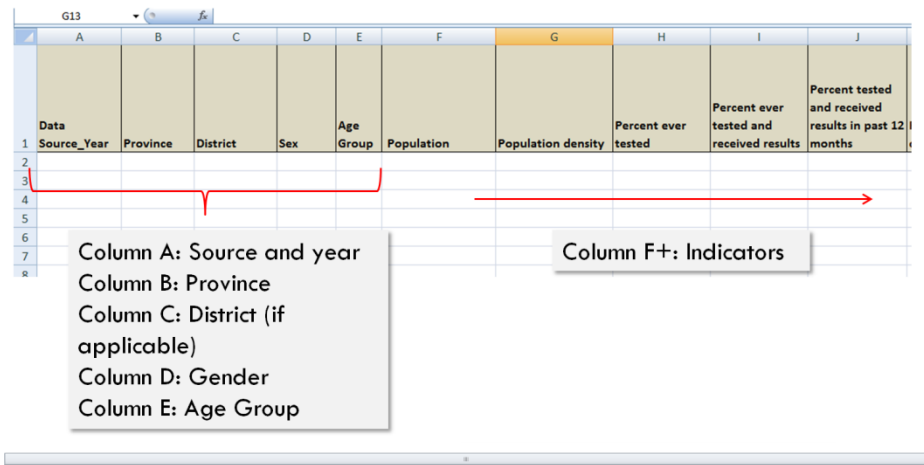 G13 fx
A B C D E F G H I J
Percent tested
Percent ever and received
Data Age Percent ever tested and results in past 12
1 Source_Year Province District Sex Group Population Population density tested received results months
2
3
4
5
6
7
8
Column A: Source and year
Column B: Province
Column C: District (if
applicable)
Column D: Gender
Column E: Age Group
Column F+: Indicators